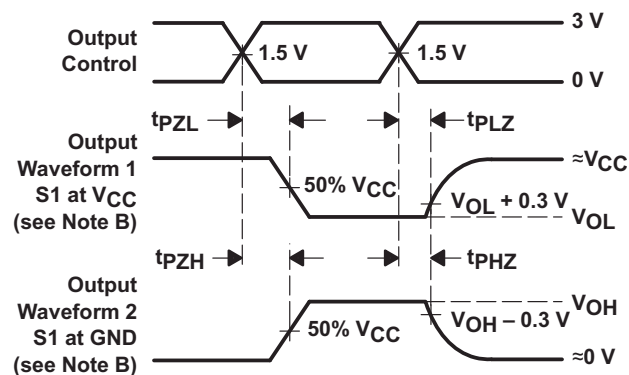 3 V
Output
Control
1.5 V
1.5 V
0 V
tPZL
tPLZ
Output
Waveform 1
S1 at VCC
(see Note B)
≈VCC
50% VCC
VOL + 0.3 V
VOL
tPZH
tPHZ
Output
Waveform 2
S1 at GND
(see Note B)
VOH
50% VCC
VOH – 0.3 V
≈0 V